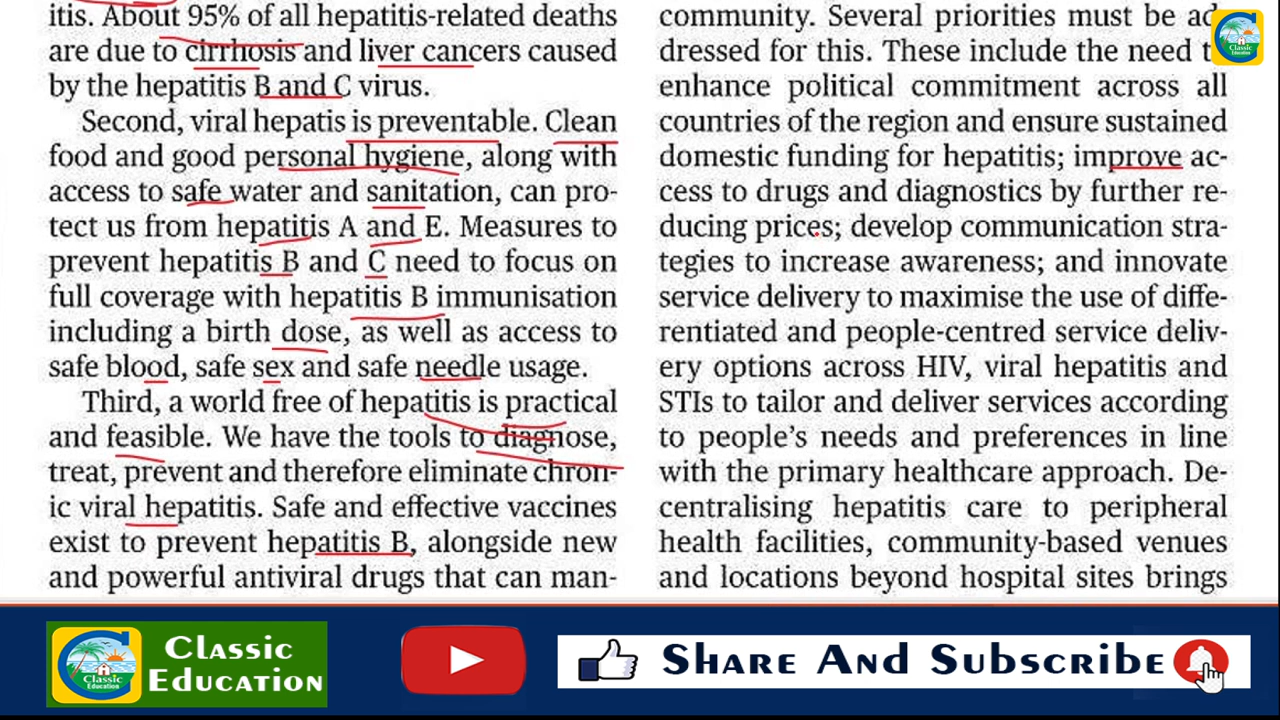 itis. About 95% of all hepatitis-related deaths
are due to cirrhosis and liver cancers caused
by the hepatitis B and C virus.
Second, viral hepatis is preventable. Clean
food and good personal hygiene, along with
access to safe water and sanitation, can pro-
tect us from hepatitis A and E. Measures to
prevent hepatitis B and C need to focus on
full coverage with hepatitis B immunisation
including a birth dose, as well as access to
safe blood, safe sex and safe needle usage.
Third, a world free of hepatitis is practical
and feasible. We have the tools to diagnose,
treat, prevent and therefore eliminate chron-
ic viral hepatitis. Safe and effective vaccines
exist to prevent hepatitis B, alongside new
and powerful antiviral drugs that can man-
community. Several priorities must be ad-
dressed for this. These include the need
enhance political commitment across all
countries of the region and ensure sustained
domestic funding for hepatitis; improve ac-
cess to drugs and diagnostics by further re-
ducing prices; develop communication stra-
tegies to increase awareness; and innovate
service delivery to maximise the use of diffe-
rentiated and people-centred service deliv-
ery options across HIV, viral hepatitis and
STIs to tailor and deliver services according
to people's needs and preferences in line
with the primary healthcare approach. De-
centralising hepatitis care to peripheral
health facilities, community-based venues
and locations beyond hospital sites brings
Classic
Education
Classic
Education
Classic
Education
Share And Subscribe